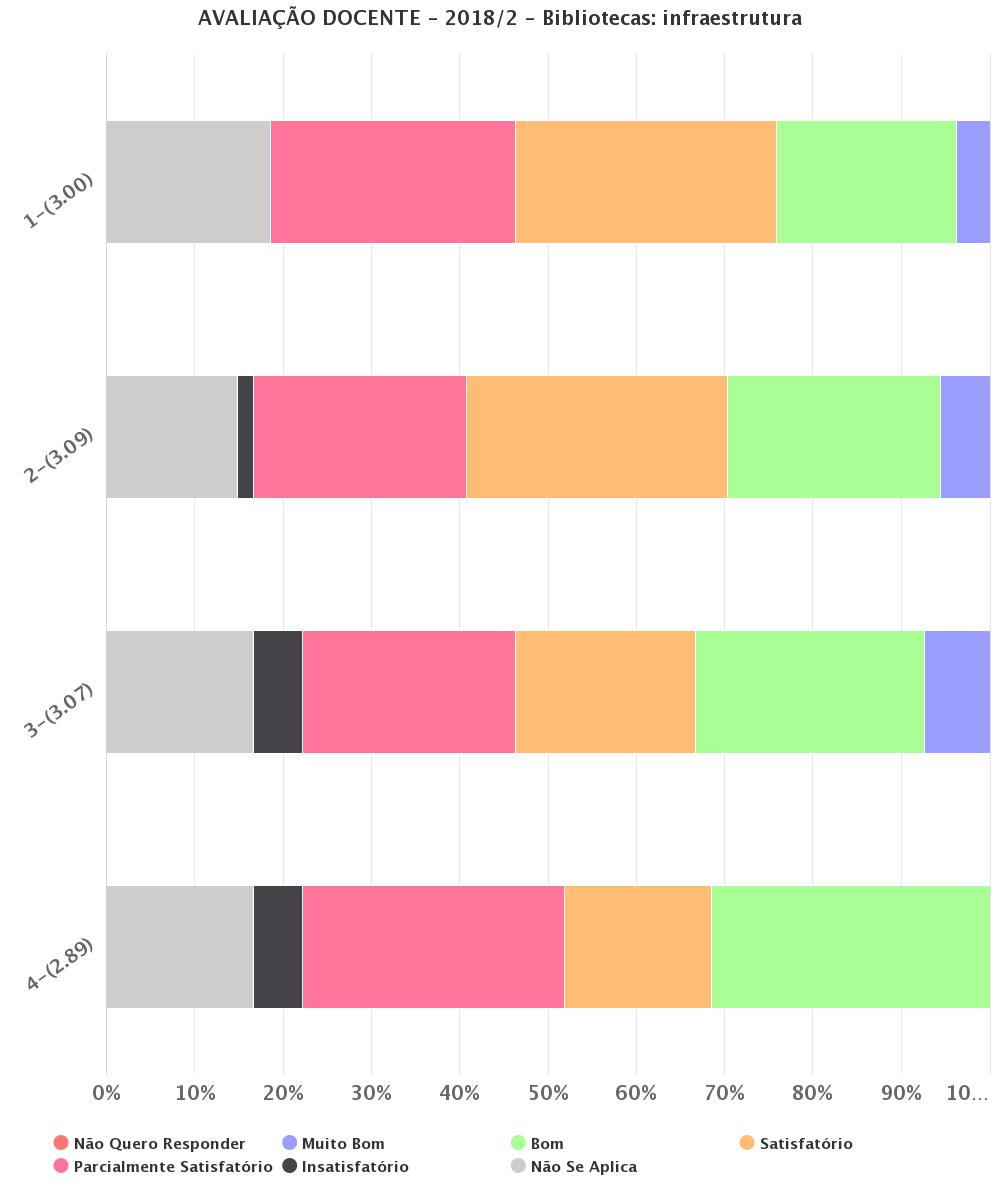 AVALIAÇÃO DOCENTE – 2018/2 – Bibliotecas: infraestrutura
1–(3.00)
2–(3.09)
3–(3.07)
4–(2.89)
0% 10% 20% 30% 40% 50% 60% 70% 80% 90% 10...
Não Quero Responder Muito Bom Bom Satisfatório
Parcialmente Satisfatório Insatisfatório Não Se Aplica